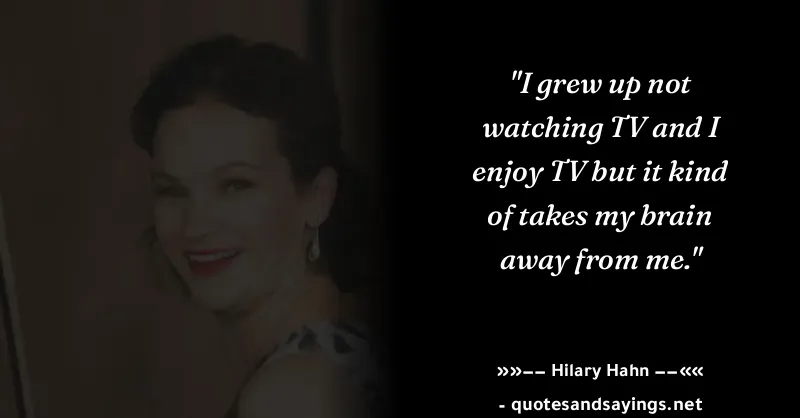 "I grew up not
watching TV and I
enjoy TV but it kind
of takes my brain
away from me."
»»−− Hilary Hahn −−««
- quotesandsayings.net